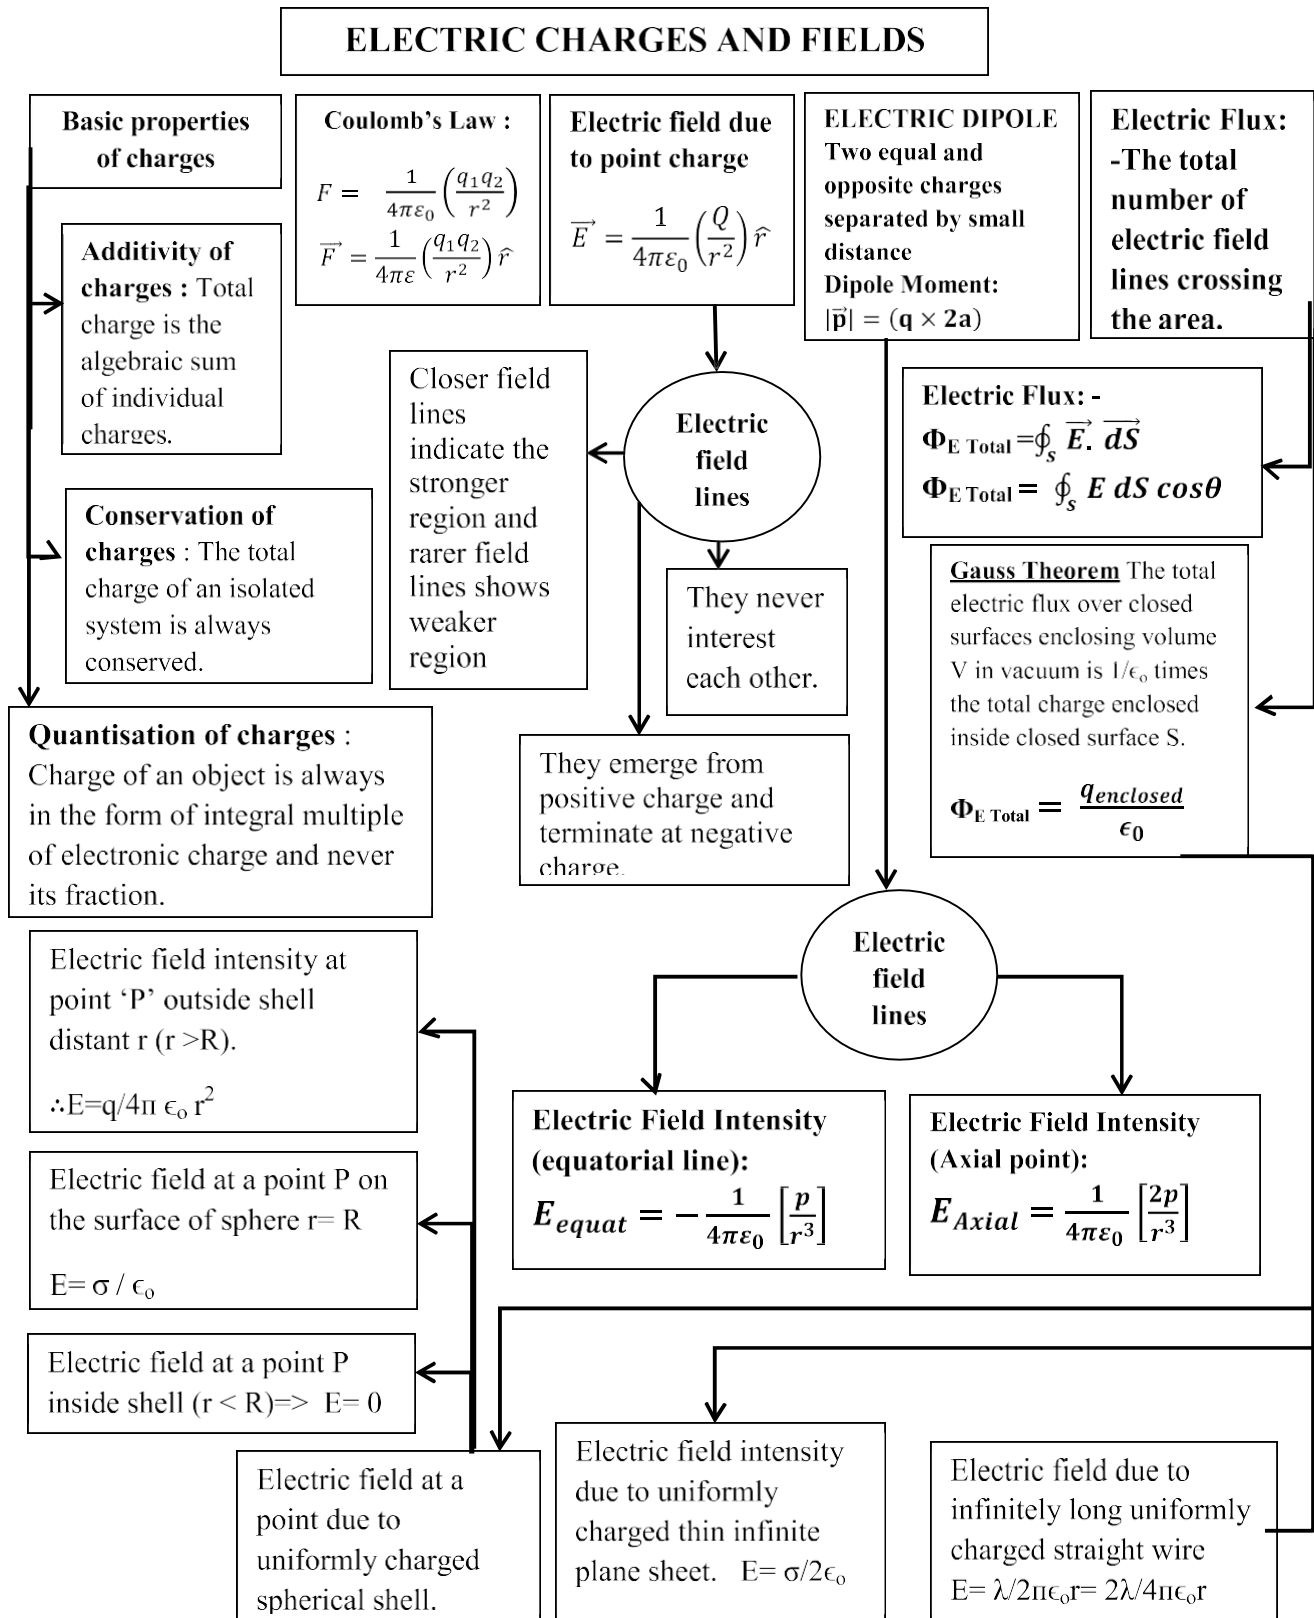 ELECTRIC CHARGES AND FIELDS
Basic properties
of charges
Additivity of
charges : Total
charge is the
algebraic sum
of individual
charges.
Conservation of
charges : The total
charge of an isolated
system is always
conserved.
Quantisation of charges :
Charge of an object is always
in the form of integral multiple
of electronic charge and never
its fraction.
Coulomb's Law :
F = 1/4πε₀ (q₁q₂/r²)
F⃗ = 1/4πε (q₁q₂/r²) r̂
Electric field due
to point charge
E⃗ = 1/4πε₀ (Q/r²) r̂
Electric
field
lines
Closer field
lines
indicate the
stronger
region and
rarer field
lines shows
weaker
region
They never
interest
each other.
They emerge from
positive charge and
terminate at negative
charge.
ELECTRIC DIPOLE
Two equal and
opposite charges
separated by small
distance
Dipole Moment:
|p⃗| = (q × 2a)
Electric
field
lines
Electric Field Intensity
(equatorial line):
E equat = − 1/4πε₀ [p/r³]
Electric Field Intensity
(Axial point):
E Axial = 1/4πε₀ [2p/r³]
Electric Flux:
-The total
number of
electric field
lines crossing
the area.
Electric Flux: -
Φ E Total =∮s E⃗. dS⃗
Φ E Total = ∮s E dS cosθ
Gauss Theorem The total
electric flux over closed
surfaces enclosing volume
V in vacuum is 1/ϵₒ times
the total charge enclosed
inside closed surface S.
Φ E Total = q enclosed/ϵ₀
Electric field intensity at
point 'P' outside shell
distant r (r >R).
∴E=q/4π ϵₒ r²
Electric field at a point P on
the surface of sphere r= R
E= σ / ϵₒ
Electric field at a point P
inside shell (r < R)=> E= 0
Electric field at a
point due to
uniformly charged
spherical shell.
Electric field intensity
due to uniformly
charged thin infinite
plane sheet. E= σ/2ϵₒ
Electric field due to
infinitely long uniformly
charged straight wire
E= λ/2πϵₒr= 2λ/4πϵₒr